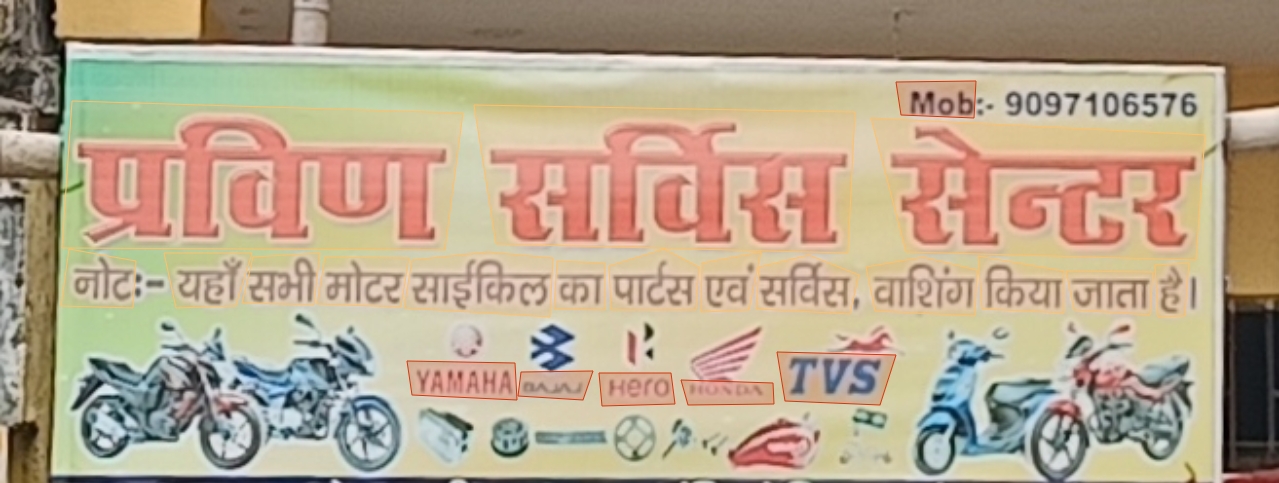 Mob:- 9097106576
प्रविण सर्विस सेन्टर
नोटः- यहाँ सभी मोटर साईकिल का पार्टस एवं सर्विस, वाशिंग किया जाता है।
YAMAHA BAJAJ Hero HONDA TVS